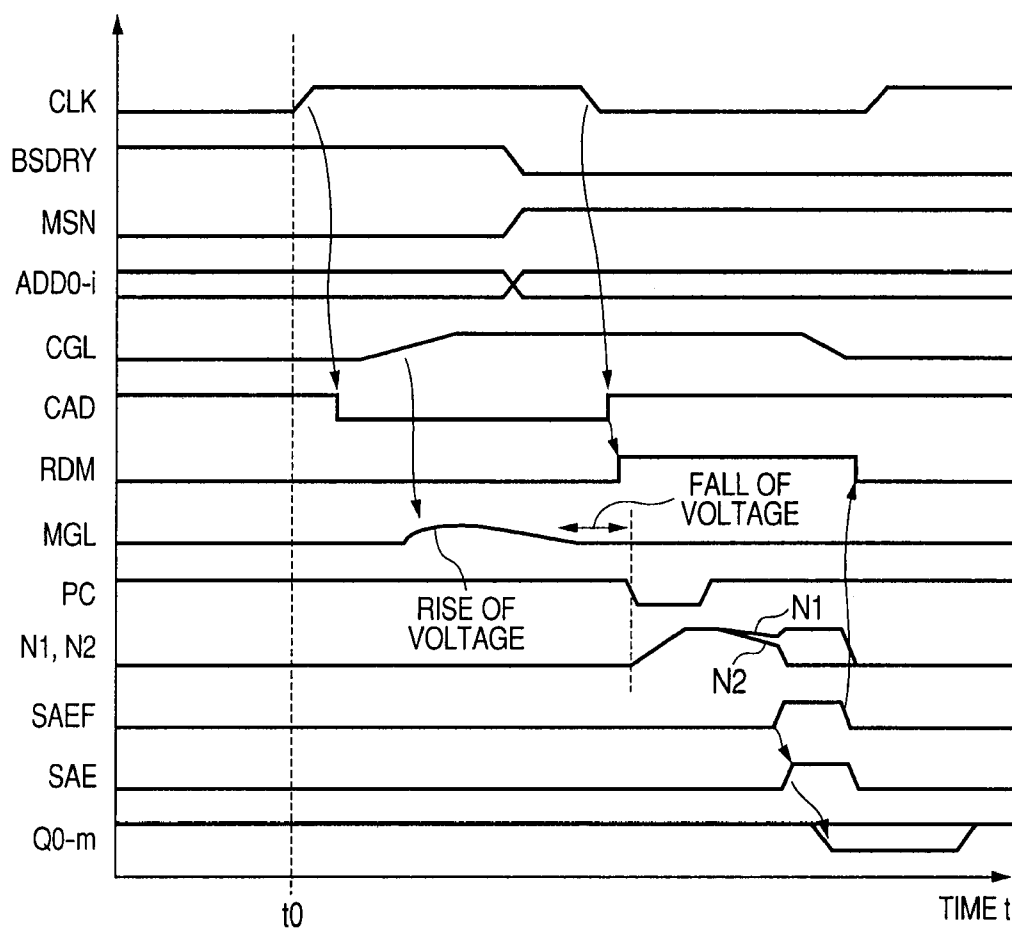 CLK
BSDRY
MSN
ADD0-i
CGL
CAD
RDM
FALL OF
VOLTAGE
MGL
PC
RISE OF
VOLTAGE
N1
N1, N2
N2
SAEF
SAE
Q0-m
t0
TIME t